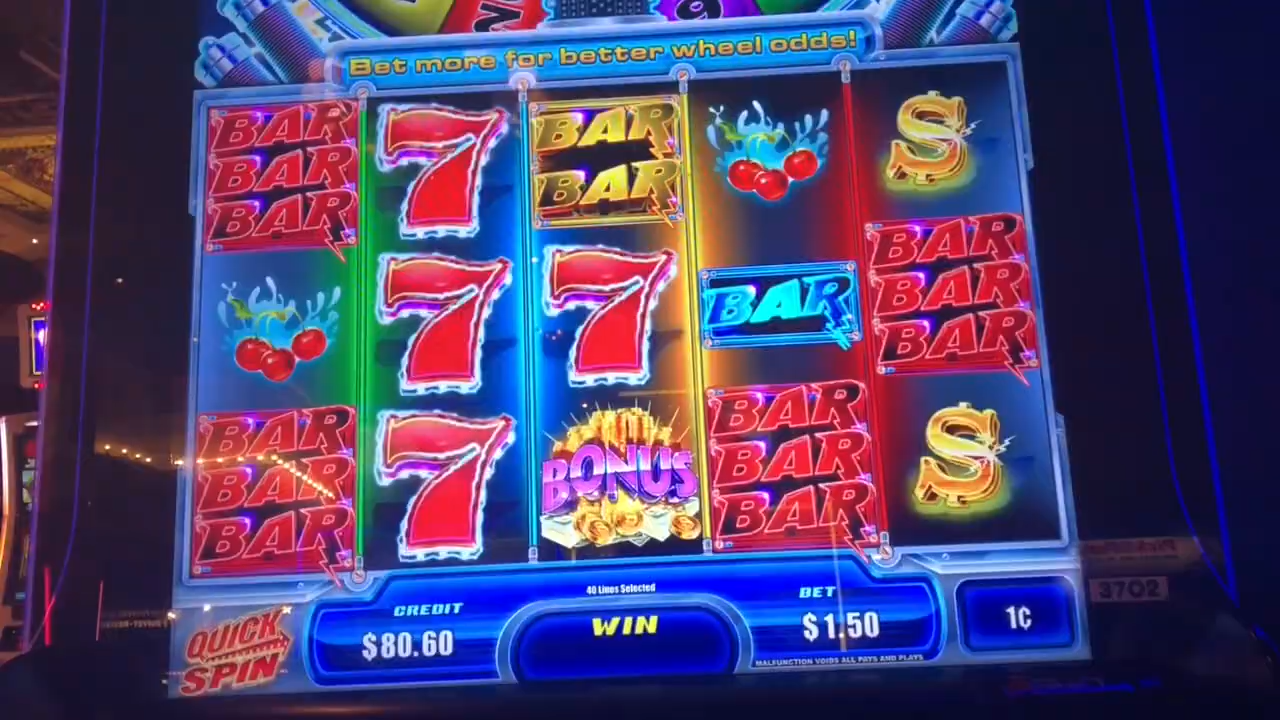 Bet more for better wheel odds!
BAR
BAR
BAR
7
BAR
BAR
$
7
7
BAR
BAR
BAR
BAR
BAR
BAR
BAR
7
BONUS
BAR
BAR
BAR
$
QUICK
SPIN
CREDIT
$80.60
40 Lines Selected
WIN
BET
$1.50
MALFUNCTION VOIDS ALL PAYS AND PLAYS
1¢
3702